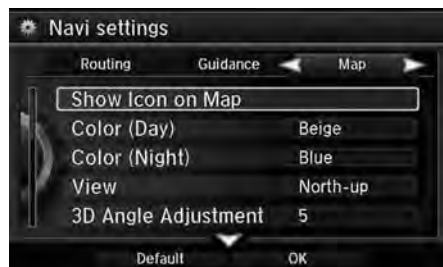 Navi settings
Routing Guidance Map
Show Icon on Map
Color (Day) Beige
Color (Night) Blue
View North-up
3D Angle Adjustment 5
Default OK